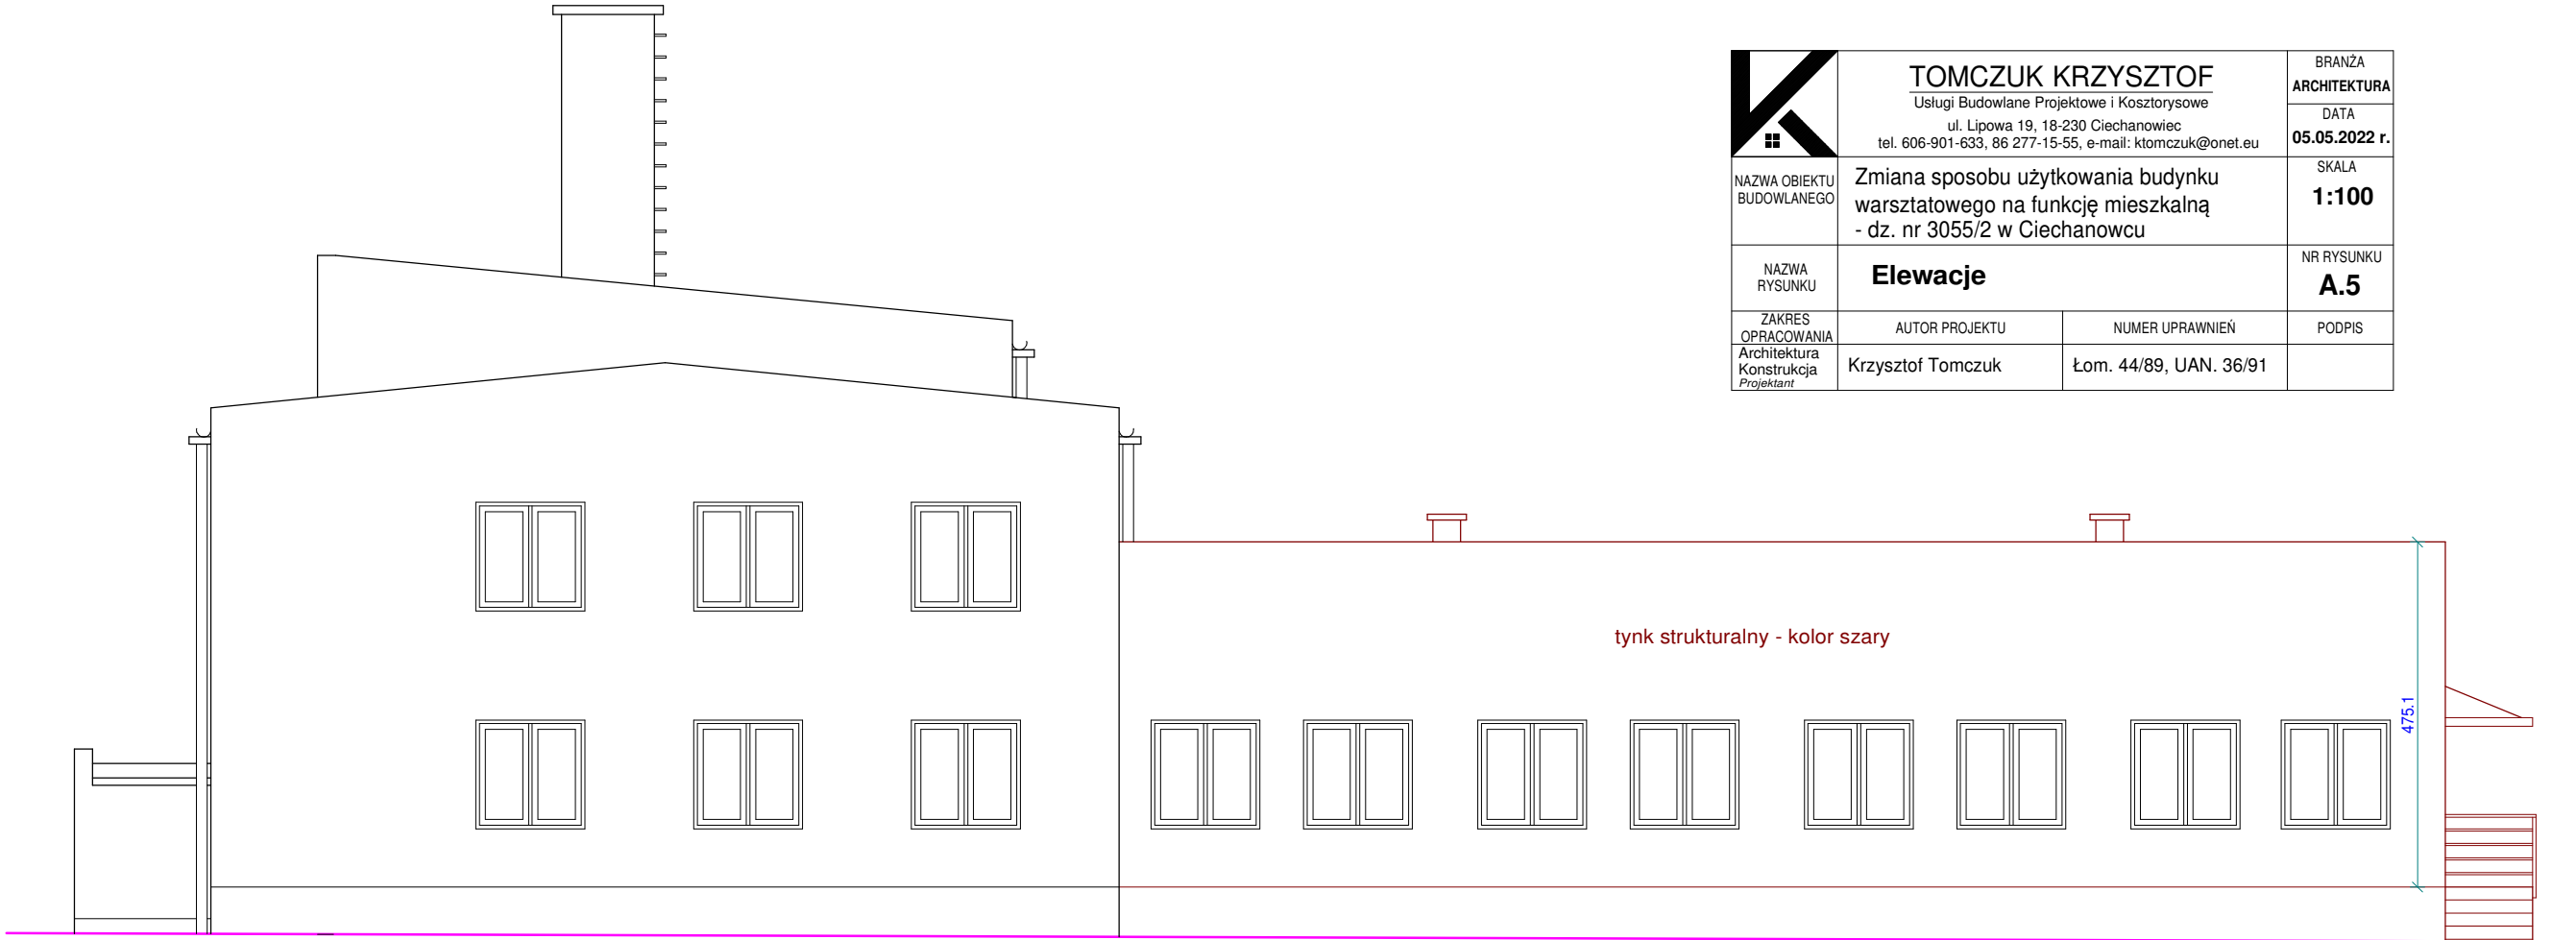 TOMCZUK KRZYSZTOF
Usługi Budowlane Projektowe i Kosztorysowe
ul. Lipowa 19, 18-230 Ciechanowiec
tel. 606-901-633, 86 277-15-55, e-mail: ktomczuk@onet.eu
BRANŻA
ARCHITEKTURA
DATA
05.05.2022 r.
NAZWA OBIEKTU
BUDOWLANEGO
Zmiana sposobu użytkowania budynku
warsztatowego na funkcję mieszkalną
- dz. nr 3055/2 w Ciechanowcu
SKALA
1:100
NAZWA
RYSUNKU
Elewacje
NR RYSUNKU
A.5
ZAKRES
OPRACOWANIA
AUTOR PROJEKTU
NUMER UPRAWNIEŃ
PODPIS
Architektura
Konstrukcja
Projektant
Krzysztof Tomczuk
Łom. 44/89, UAN. 36/91
tynk strukturalny - kolor szary
475.1